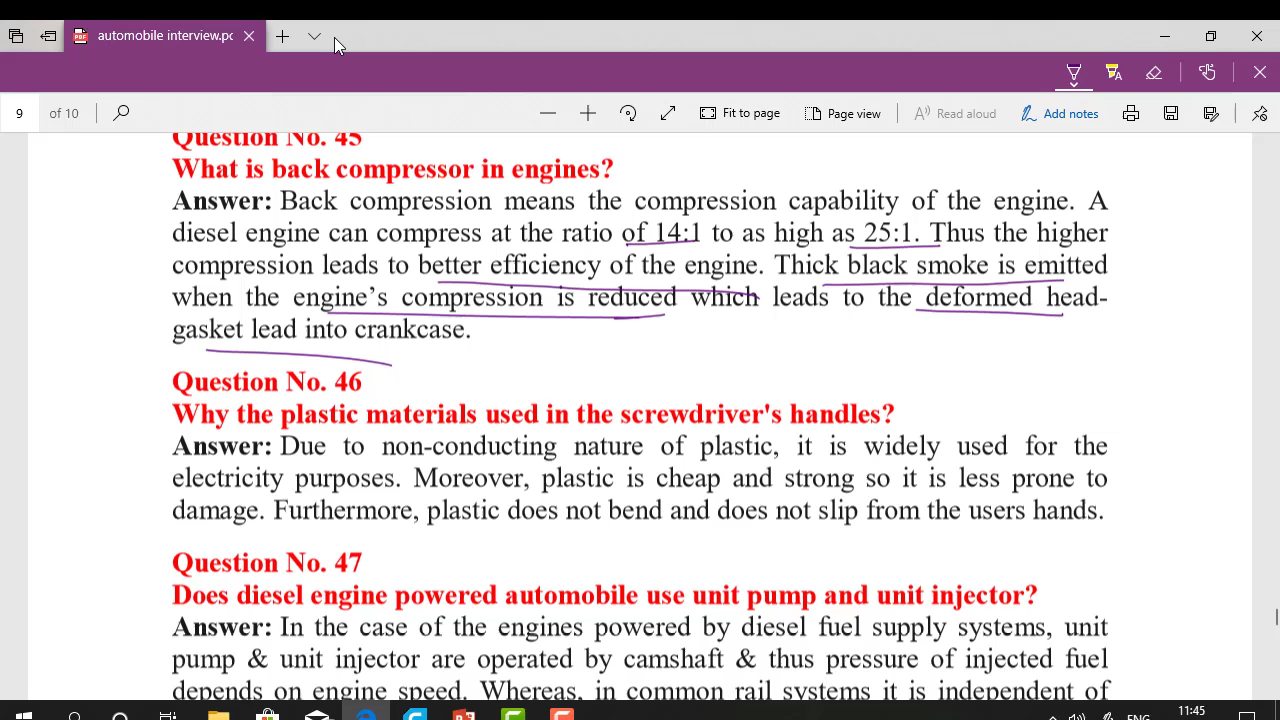 automobile interview.pc
9 of 10 Fit to page Page view Read aloud Add notes
Question No. 45
What is back compressor in engines?
Answer: Back compression means the compression capability of the engine. A
diesel engine can compress at the ratio of 14:1 to as high as 25:1. Thus the higher
compression leads to better efficiency of the engine. Thick black smoke is emitted
when the engine's compression is reduced which leads to the deformed head-
gasket lead into crankcase.
Question No. 46
Why the plastic materials used in the screwdriver's handles?
Answer: Due to non-conducting nature of plastic, it is widely used for the
electricity purposes. Moreover, plastic is cheap and strong so it is less prone to
damage. Furthermore, plastic does not bend and does not slip from the users hands.
Question No. 47
Does diesel engine powered automobile use unit pump and unit injector?
Answer: In the case of the engines powered by diesel fuel supply systems, unit
pump & unit injector are operated by camshaft & thus pressure of injected fuel
depends on engine speed. Whereas, in common rail systems it is independent of
ENG 11:45